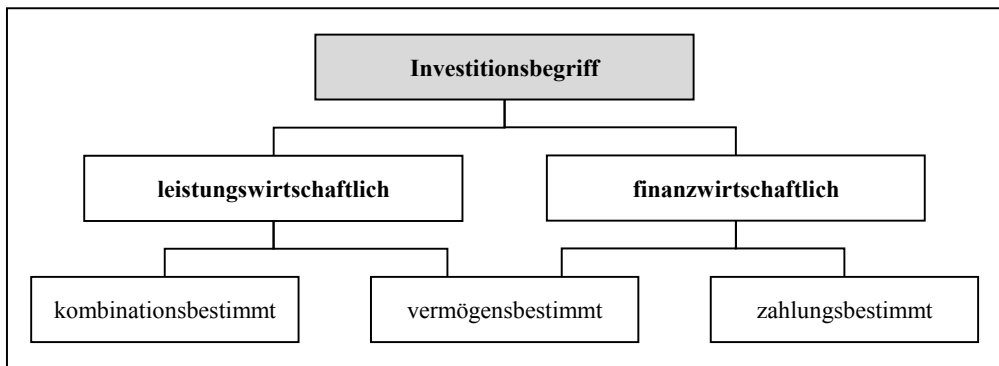 Investitionsbegriff
leistungswirtschaftlich
finanzwirtschaftlich
kombinationsbestimmt
vermögensbestimmt
zahlungsbestimmt